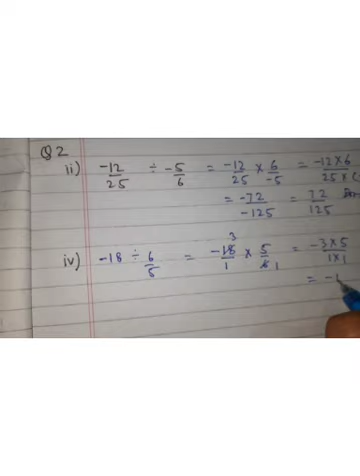 Q2
ii) -12/25 ÷ -5/6 = -12/25 × 6/-5 = -12×6/25×(
= -72/-125 = 72/125
iv) -18 ÷ 6/5 = -18 3/1 × 5/6 1 = -3×5/1×1
= -1